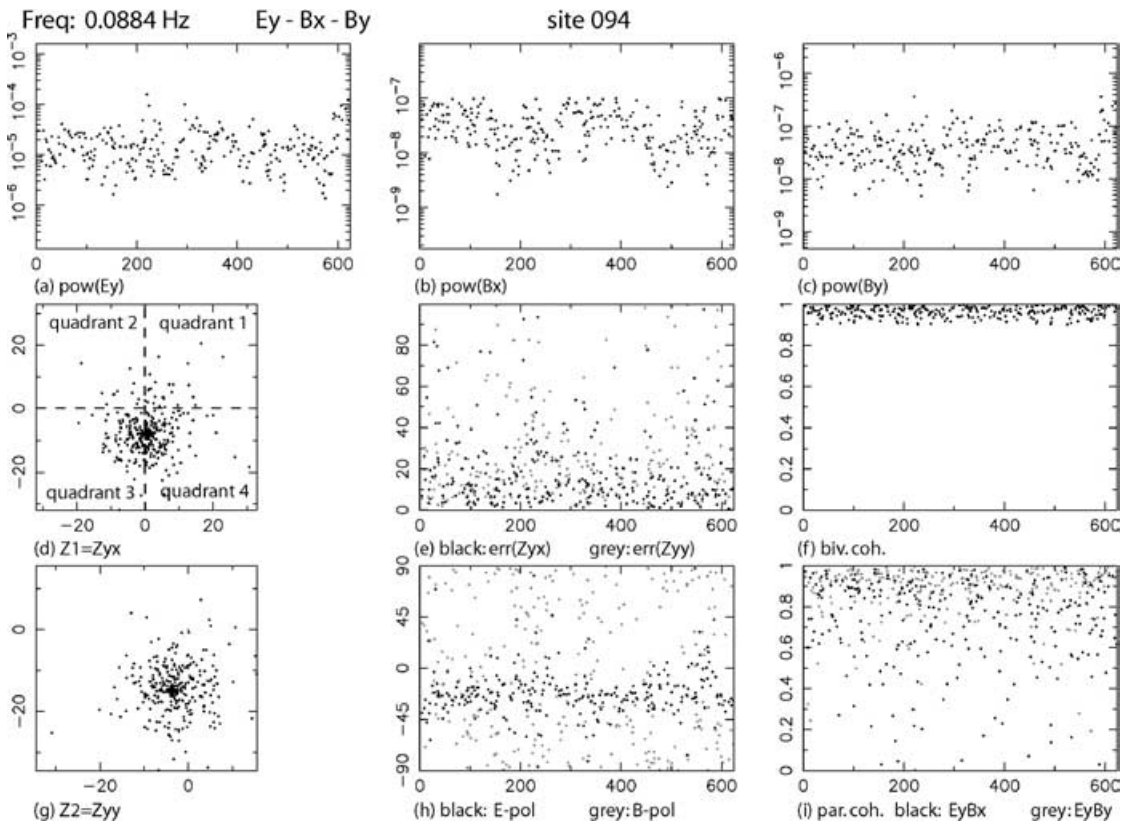 Freq: 0.0884 Hz Ey - Bx - By site 094
10⁻³
10⁻⁴
10⁻⁵
10⁻⁶
0 200 400 600
(a) pow(Ey)
10⁻⁷
10⁻⁸
10⁻⁹
0 200 400 600
(b) pow(Bx)
10⁻⁶
10⁻⁷
10⁻⁸
10⁻⁹
0 200 400 600
(c) pow(By)
quadrant 2 quadrant 1
20
0
−20
quadrant 3 quadrant 4
−20 0 20
(d) Z1=Zyx
80
60
40
20
0
0 200 400 600
(e) black: err(Zyx) grey: err(Zyy)
1
0.8
0.6
0.4
0.2
0
0 200 400 600
(f) biv. coh.
0
−20
−20 0
(g) Z2=Zyy
90
45
0
−45
−90
0 200 400 600
(h) black: E-pol grey: B-pol
1
0.8
0.6
0.4
0.2
0
0 200 400 600
(i) par. coh. black: EyBx grey: EyBy